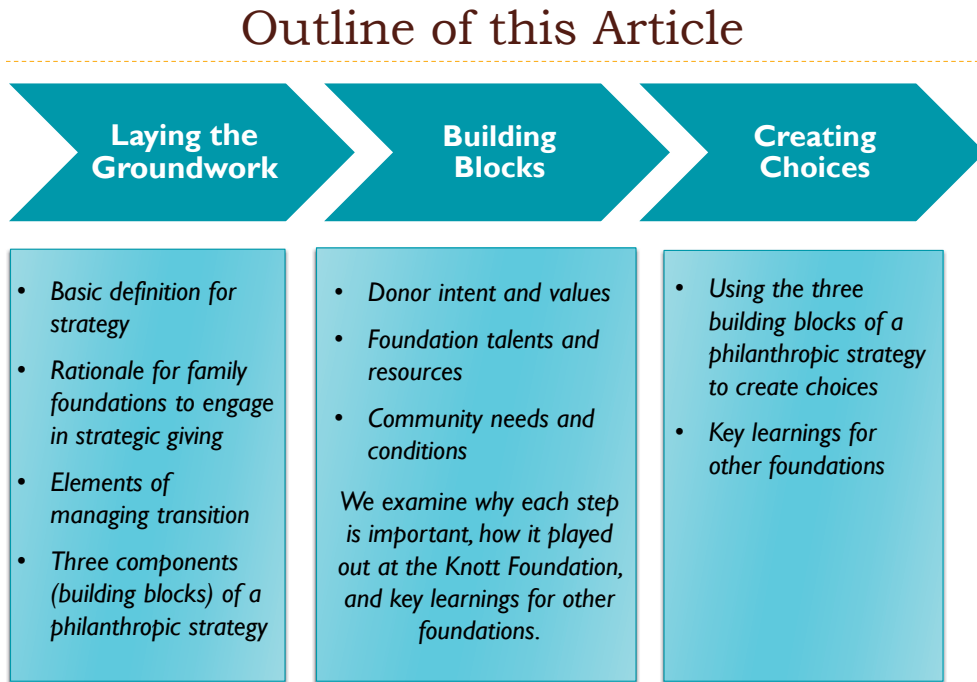 Outline of this Article
Laying the
Groundwork
Building
Blocks
Creating
Choices
• Basic definition for
strategy
• Rationale for family
foundations to engage
in strategic giving
• Elements of
managing transition
• Three components
(building blocks) of a
philanthropic strategy
• Donor intent and values
• Foundation talents and
resources
• Community needs and
conditions
We examine why each step
is important, how it played
out at the Knott Foundation,
and key learnings for other
foundations.
• Using the three
building blocks of a
philanthropic strategy
to create choices
• Key learnings for
other foundations